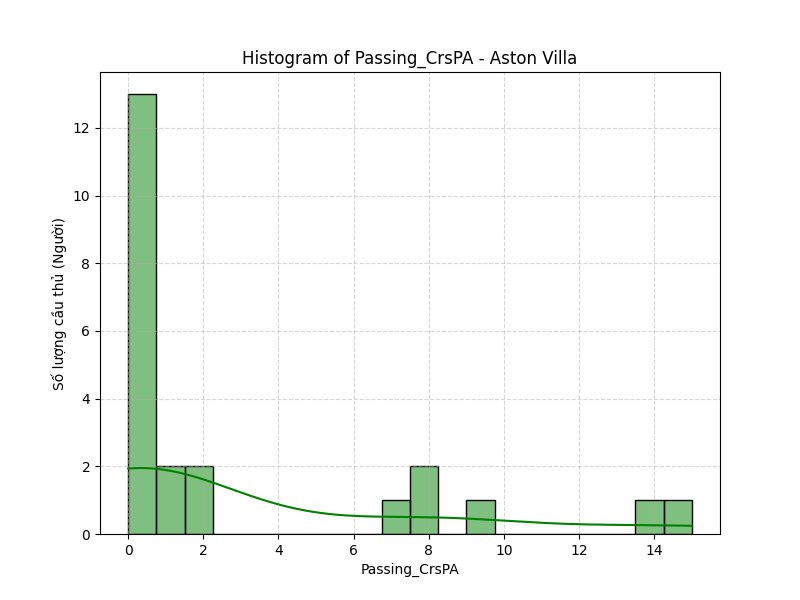 Histogram of Passing_CrsPA - Aston Villa
12
10
8
6
4
2
0
Số lượng cầu thủ (Người)
0 2 4 6 8 10 12 14
Passing_CrsPA